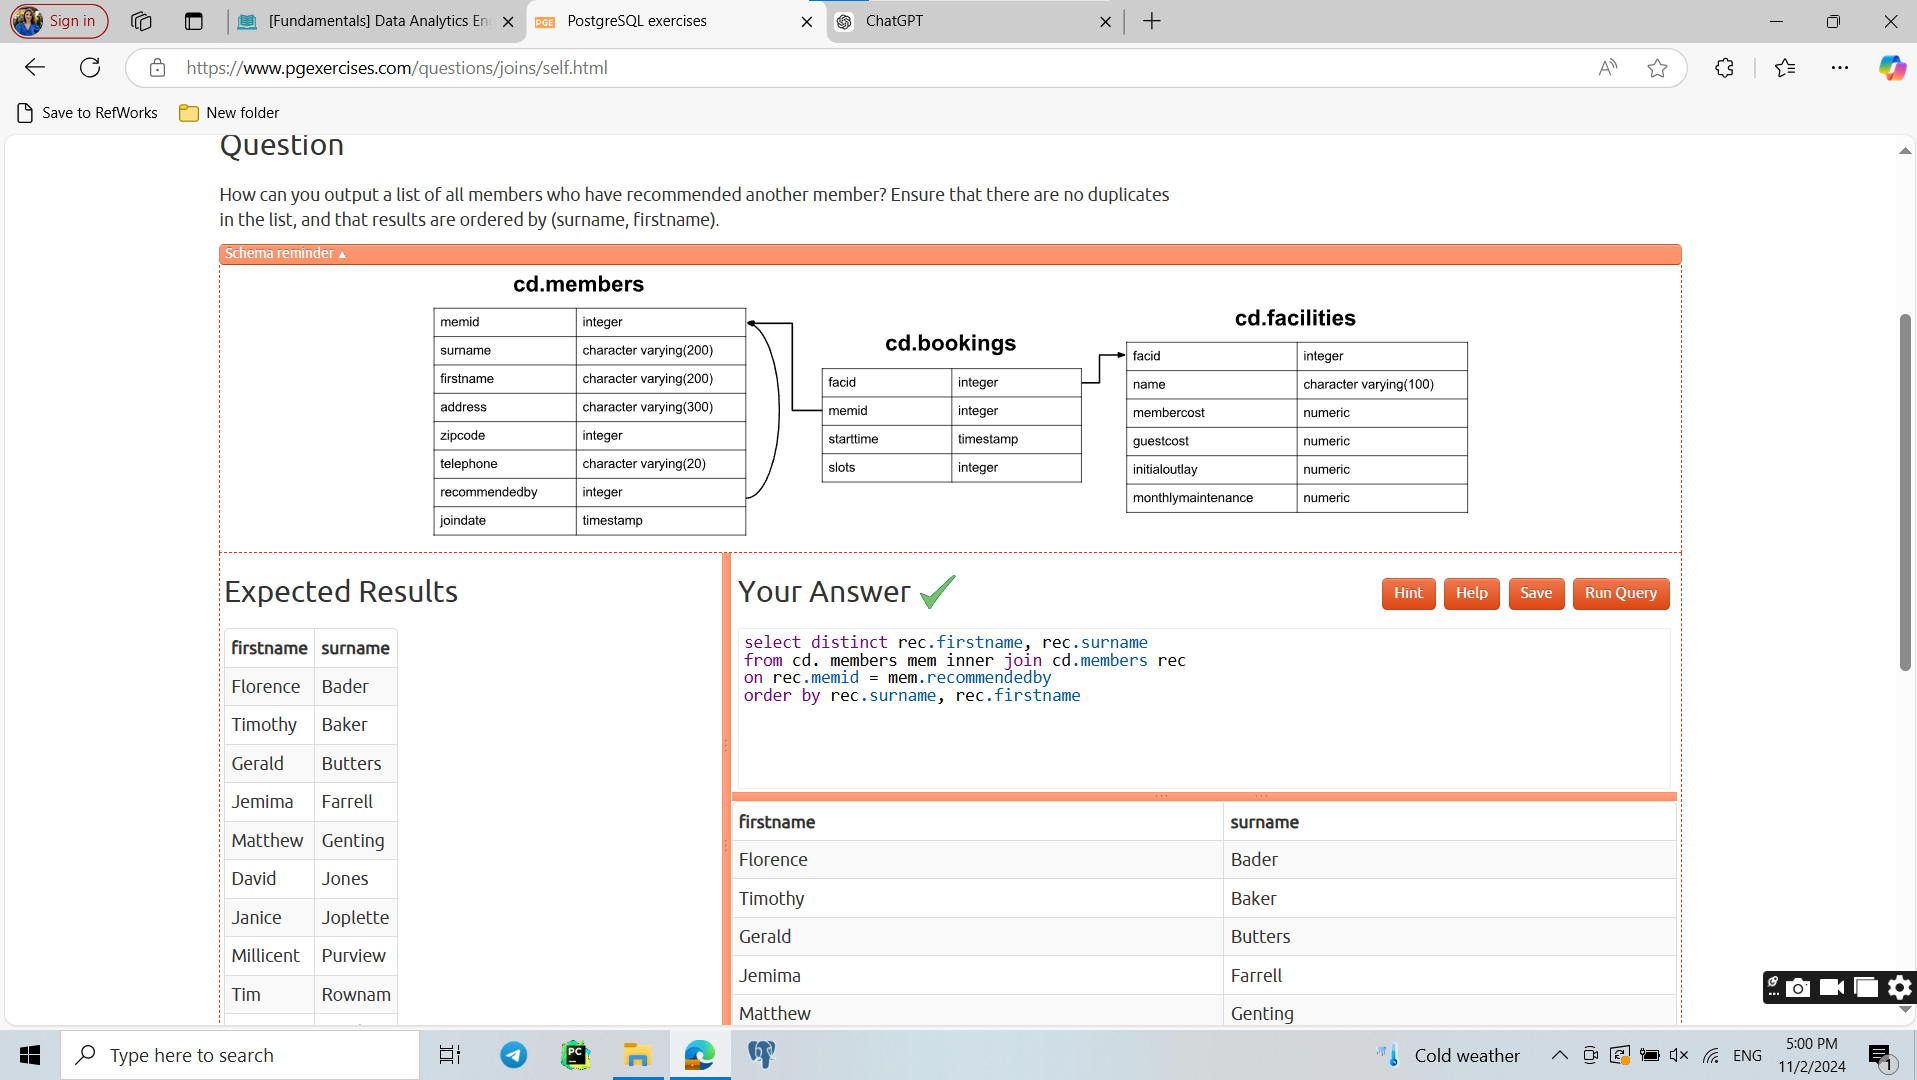 Sign in
[Fundamentals] Data Analytics En
PostgreSQL exercises
ChatGPT
https://www.pgexercises.com/questions/joins/self.html
Save to RefWorks
New folder
Question
How can you output a list of all members who have recommended another member? Ensure that there are no duplicates
in the list, and that results are ordered by (surname, firstname).
Schema reminder ▲
cd.members
memid integer
surname character varying(200)
firstname character varying(200)
address character varying(300)
zipcode integer
telephone character varying(20)
recommendedby integer
joindate timestamp
cd.bookings
facid integer
memid integer
starttime timestamp
slots integer
cd.facilities
facid integer
name character varying(100)
membercost numeric
guestcost numeric
initialoutlay numeric
monthlymaintenance numeric
Expected Results
firstname surname
Florence Bader
Timothy Baker
Gerald Butters
Jemima Farrell
Matthew Genting
David Jones
Janice Joplette
Millicent Purview
Tim Rownam
Your Answer
Hint
Help
Save
Run Query
select distinct rec.firstname, rec.surname
from cd. members mem inner join cd.members rec
on rec.memid = mem.recommendedby
order by rec.surname, rec.firstname
firstname surname
Florence Bader
Timothy Baker
Gerald Butters
Jemima Farrell
Matthew Genting
Type here to search
Cold weather
ENG
5:00 PM
11/2/2024
1